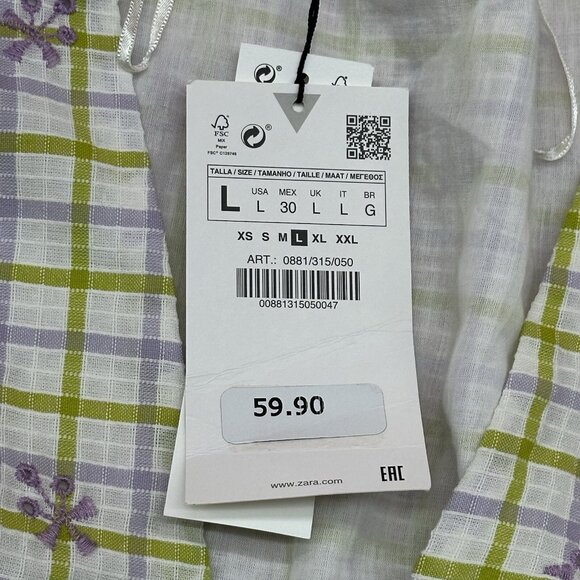 FSC
MIX
Paper
FSC® C128745
TALLA / SIZE / TAMANHO / TAILLE / MAAT / ΜΕΓΕΘΟΣ
L USA MEX UK IT BR
L 30 L L G
XS S M L XL XXL
ART.: 0881/315/050
00881315050047
59.90
www.zara.com
EAC